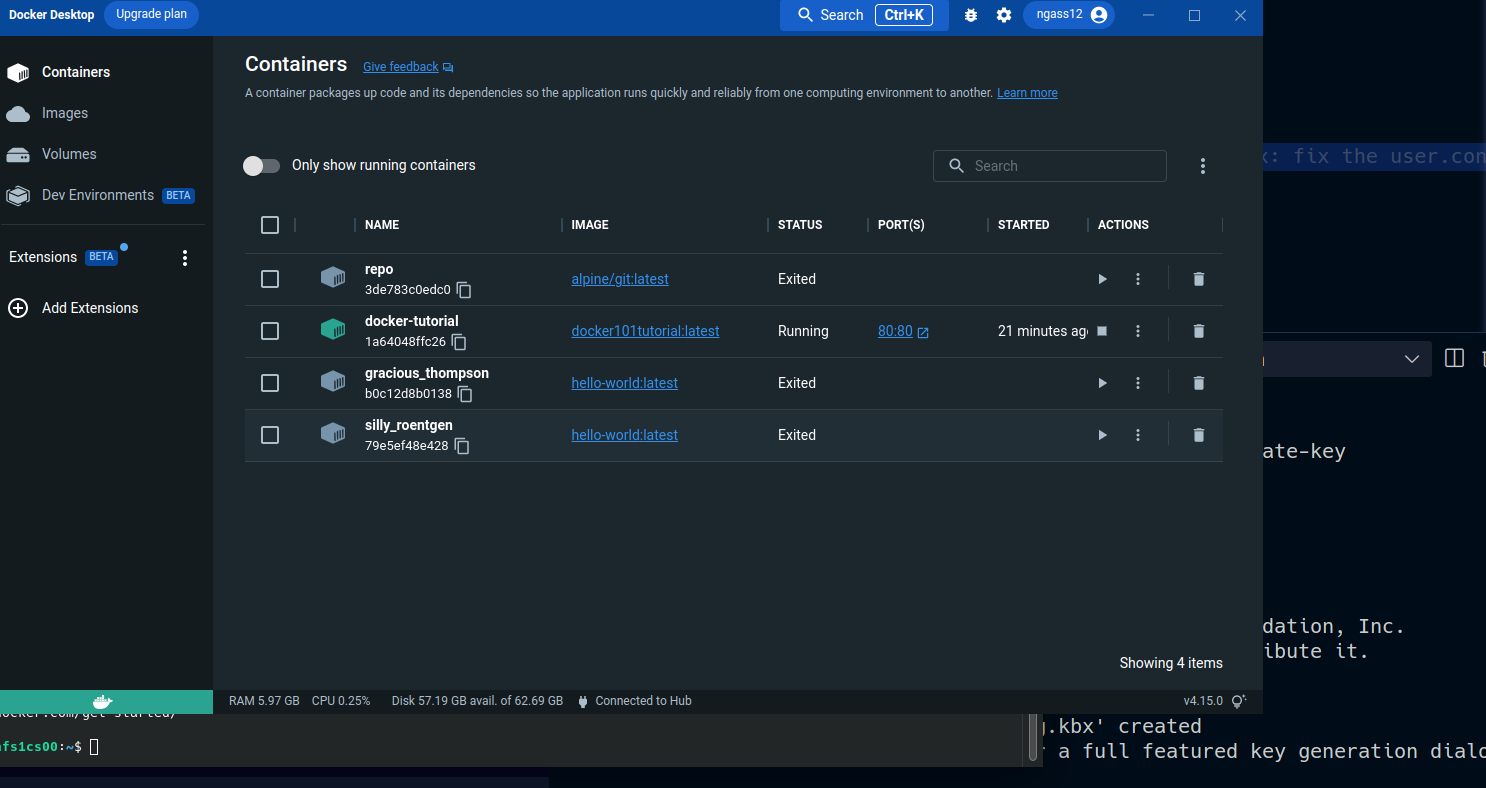 Docker Desktop Upgrade plan Search Ctrl+K ngass12
Containers
Images
Volumes
Dev Environments BETA
Extensions BETA
Add Extensions
Containers Give feedback
A container packages up code and its dependencies so the application runs quickly and reliably from one computing environment to another. Learn more
Only show running containers Search
NAME IMAGE STATUS PORT(S) STARTED ACTIONS
repo
3de783c0edc0 alpine/git:latest Exited
docker-tutorial
1a64048ffc26 docker101tutorial:latest Running 80:80 21 minutes ago
gracious_thompson
b0c12d8b0138 hello-world:latest Exited
silly_roentgen
79e5ef48e428 hello-world:latest Exited
Showing 4 items
RAM 5.97 GB CPU 0.25% Disk 57.19 GB avail. of 62.69 GB Connected to Hub v4.15.0
x: fix the user.con
ate-key
dation, Inc.
ibute it.
g.kbx' created
r a full featured key generation dialo
ocker.com/get-started/
fs1cs00:~$